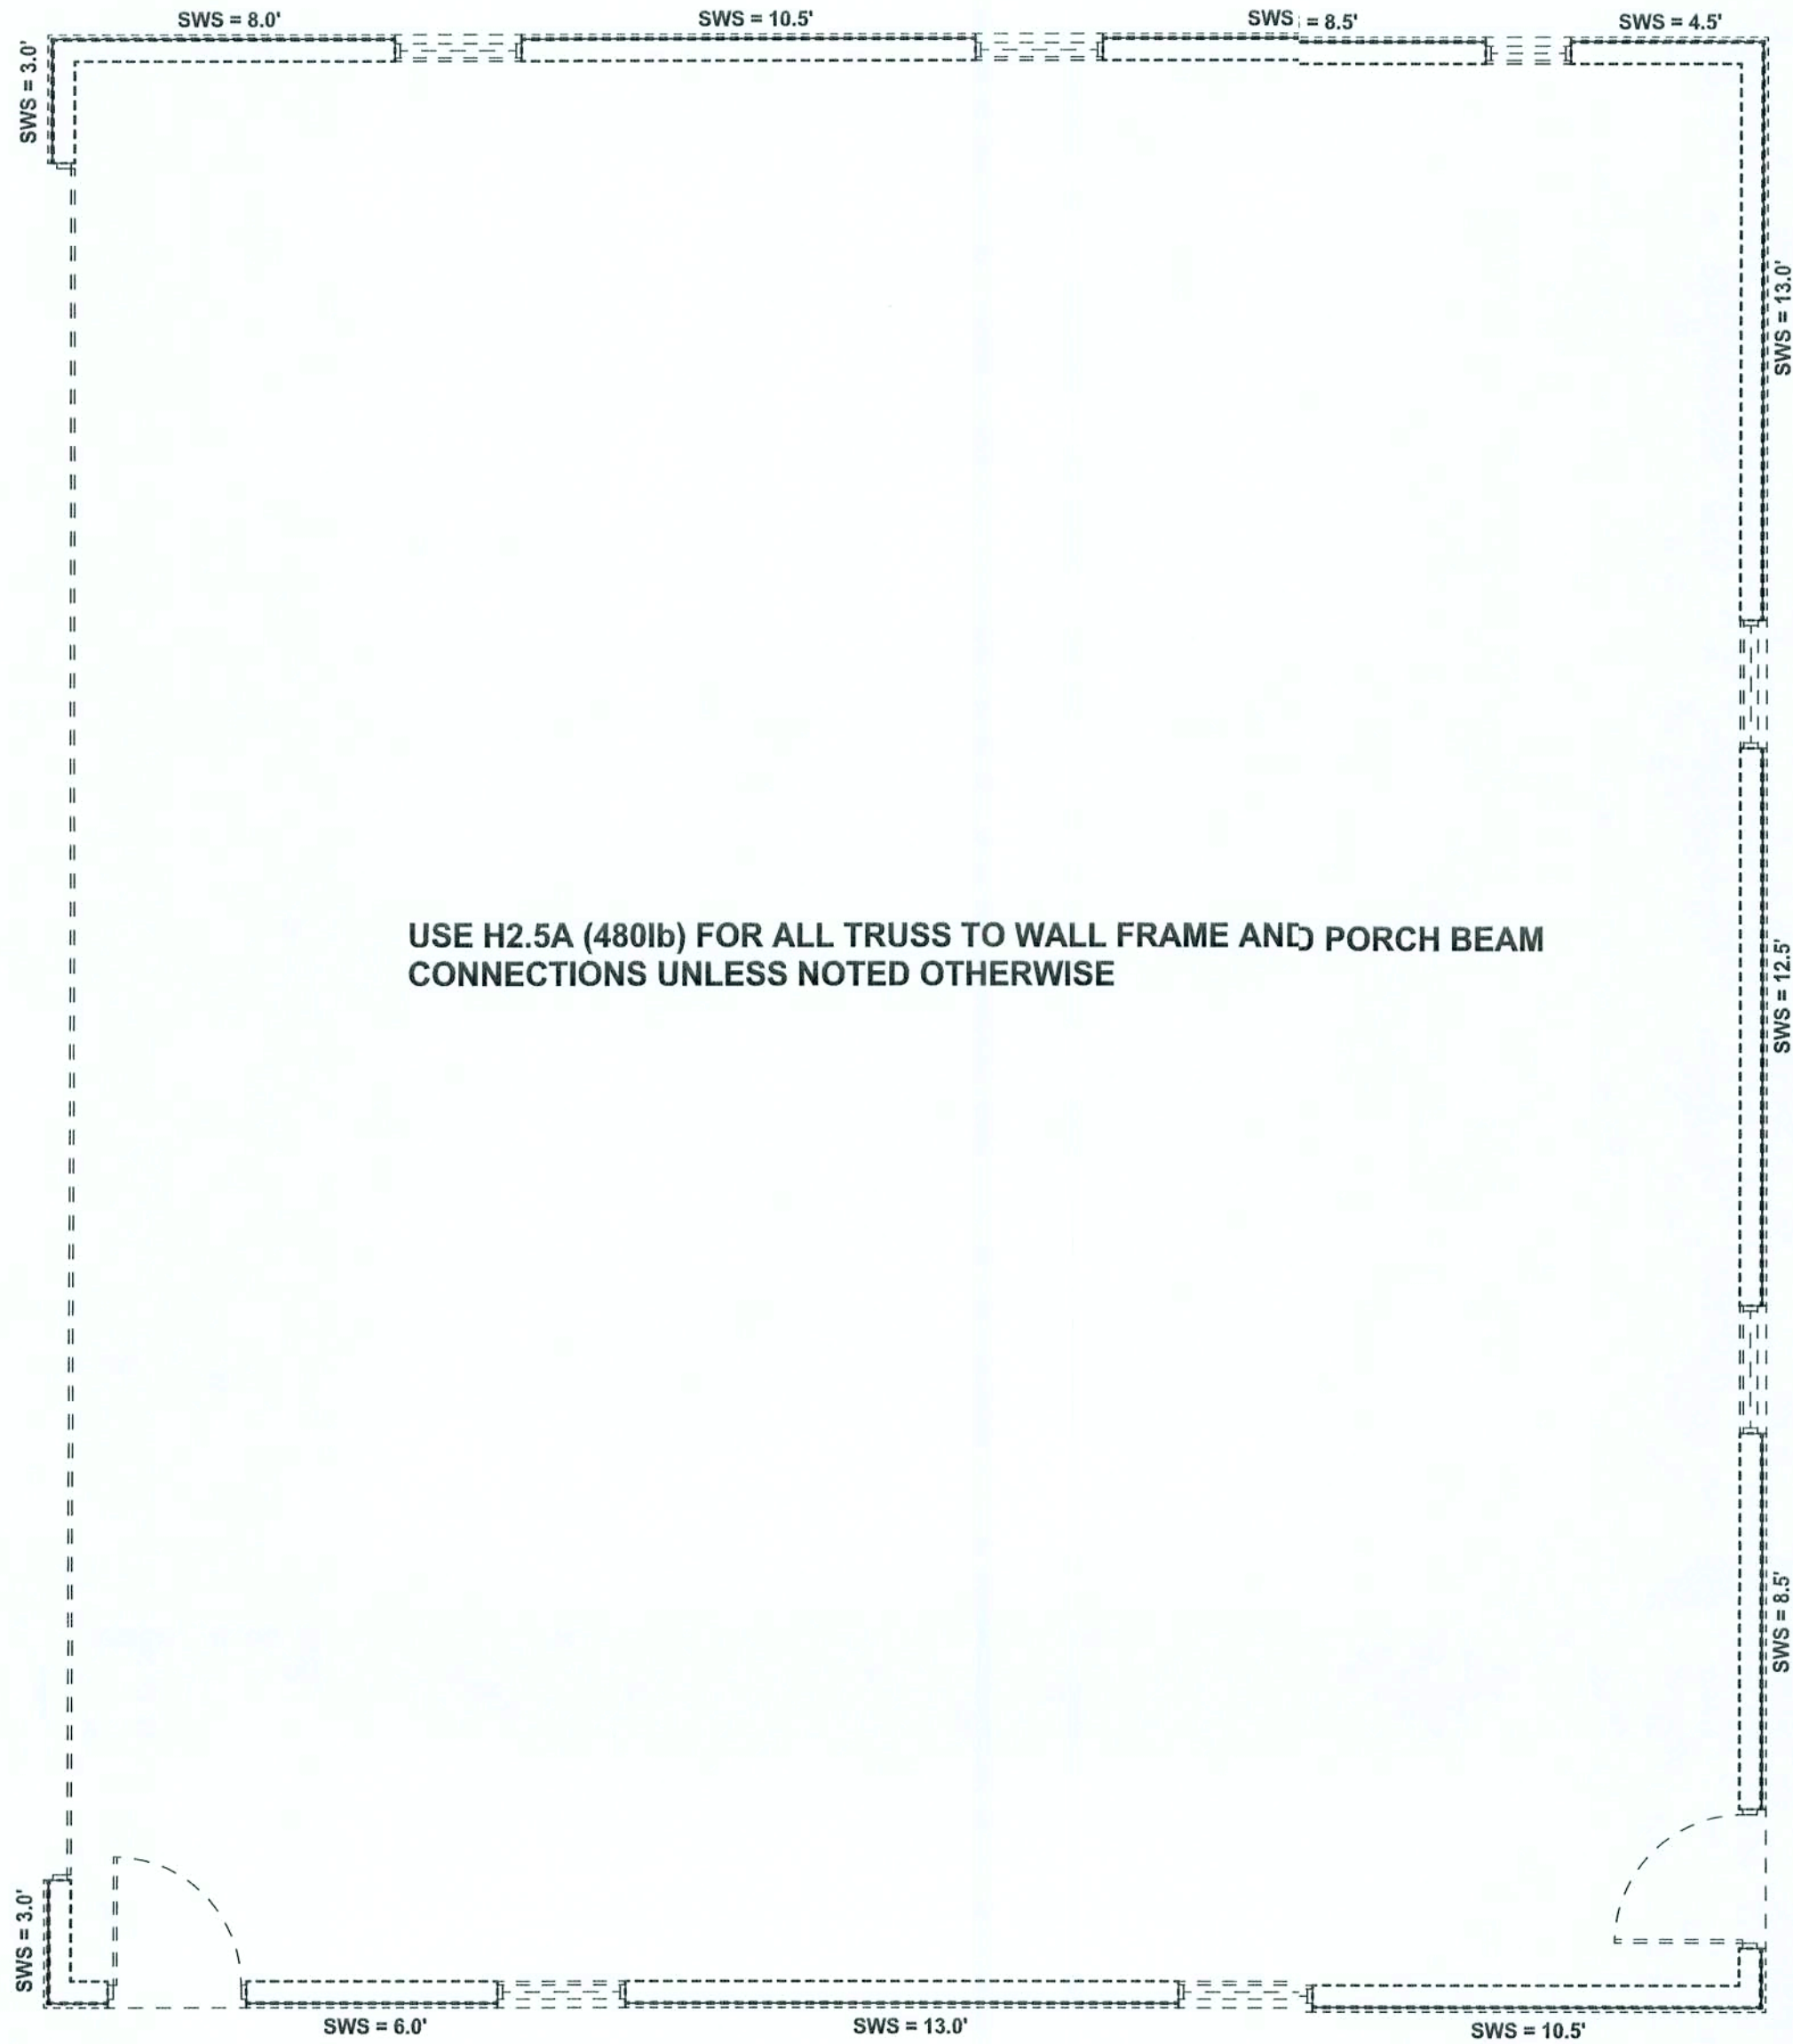 SWS = 8.0'
SWS = 10.5'
SWS = 8.5'
SWS = 4.5'
SWS = 3.0'
SWS = 13.0'
USE H2.5A (480lb) FOR ALL TRUSS TO WALL FRAME AND PORCH BEAM
CONNECTIONS UNLESS NOTED OTHERWISE
SWS = 12.5'
SWS = 8.5'
SWS = 3.0'
SWS = 6.0'
SWS = 13.0'
SWS = 10.5'